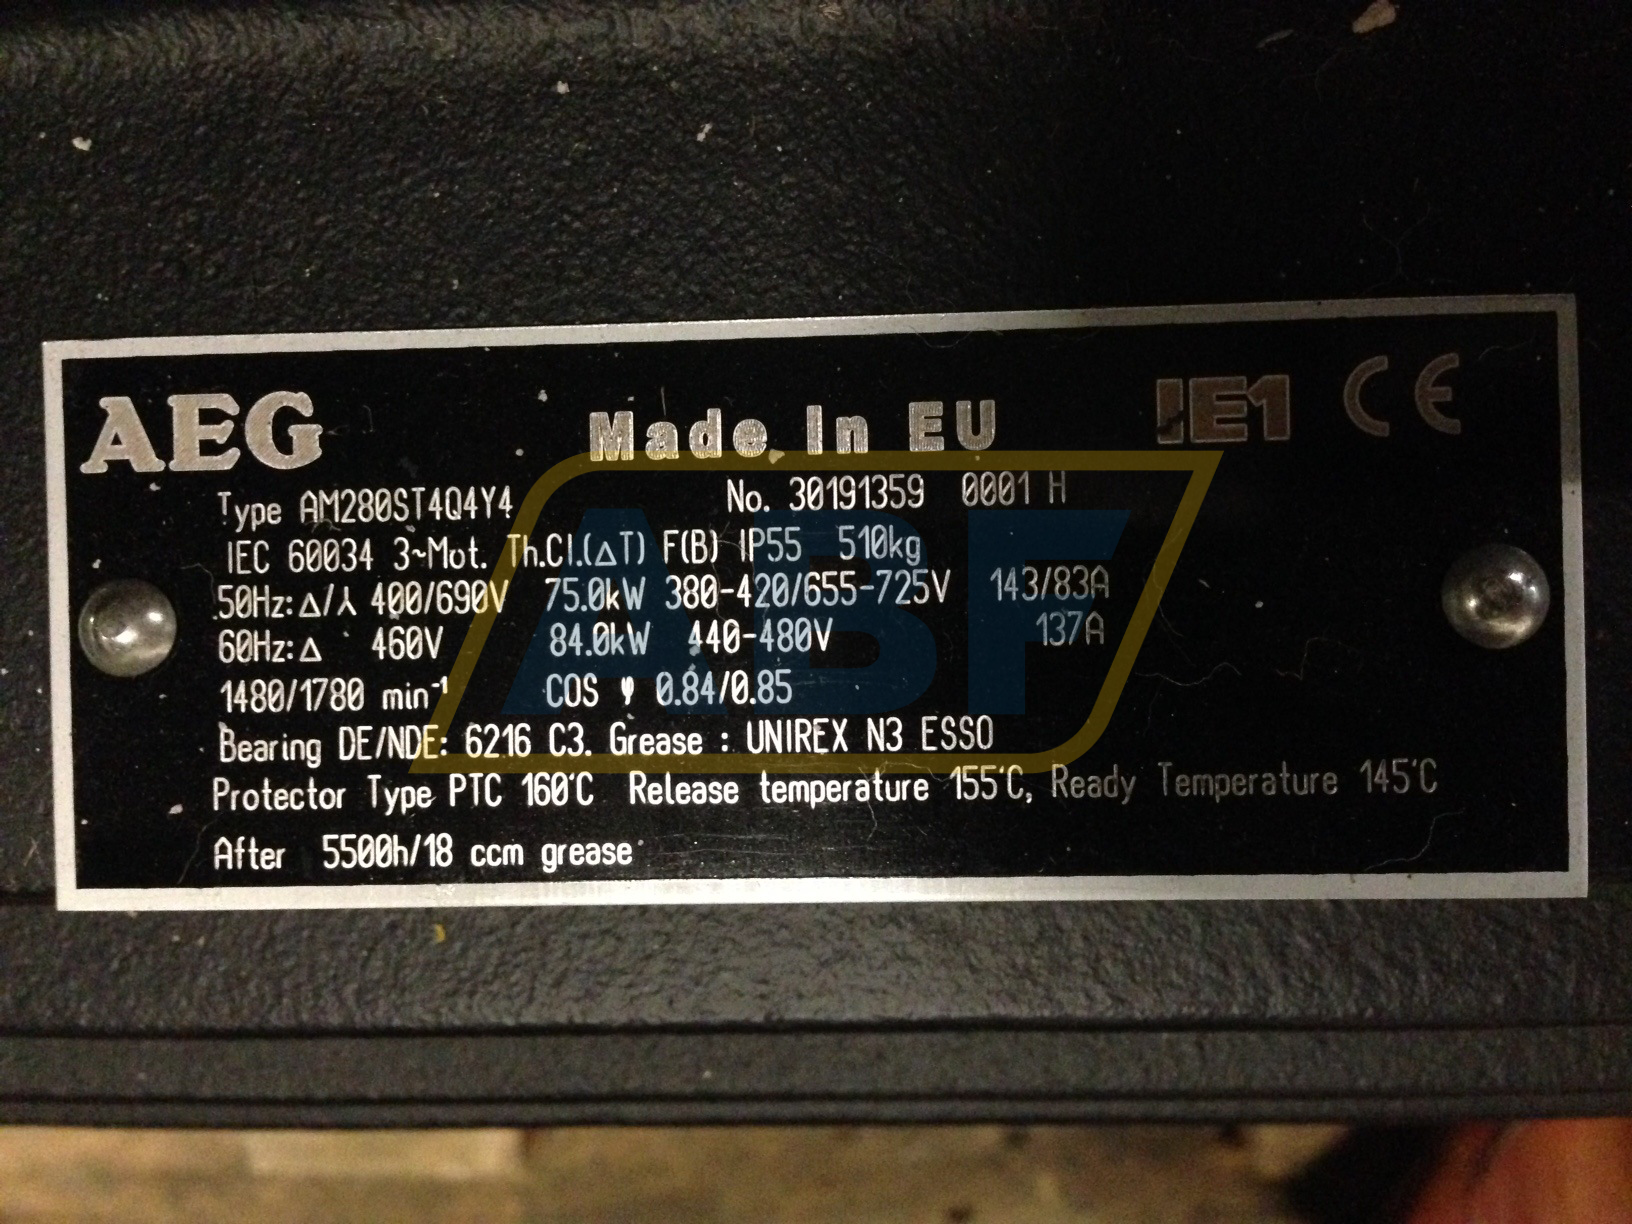 AEG Made In EU IE1 CE
Type AM280ST4Q4Y4 No. 30191359 0001 H
IEC 60034 3~Mot. Th.Cl.(△T) F(B) IP55 510kg
50Hz:△/⅄ 400/690V 75.0kW 380-420/655-725V 143/83A
60Hz:△ 460V 84.0kW 440-480V 137A
1480/1780 min⁻¹ COS φ 0.84/0.85
Bearing DE/NDE: 6216 C3. Grease : UNIREX N3 ESSO
Protector Type PTC 160°C Release temperature 155°C, Ready Temperature 145°C
After 5500h/18 ccm grease
ABF